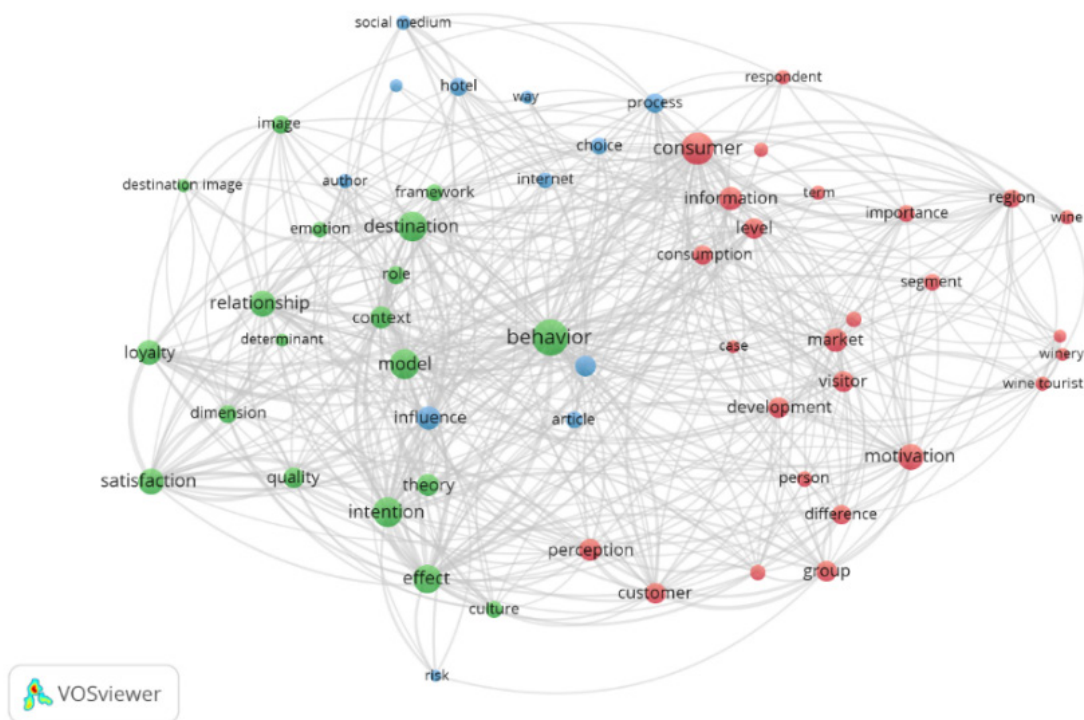 social medium
respondent
hotel
way
process
image
choice
consumer
author
internet
destination image
framework
information
term
region
importance
wine
destination
emotion
level
consumption
role
segment
relationship
context
behavior
determinant
market
loyalty
case
winery
model
visitor
wine tourist
development
dimension
influence
article
motivation
satisfaction
quality
theory
person
intention
difference
perception
effect
group
customer
culture
risk
VOSviewer